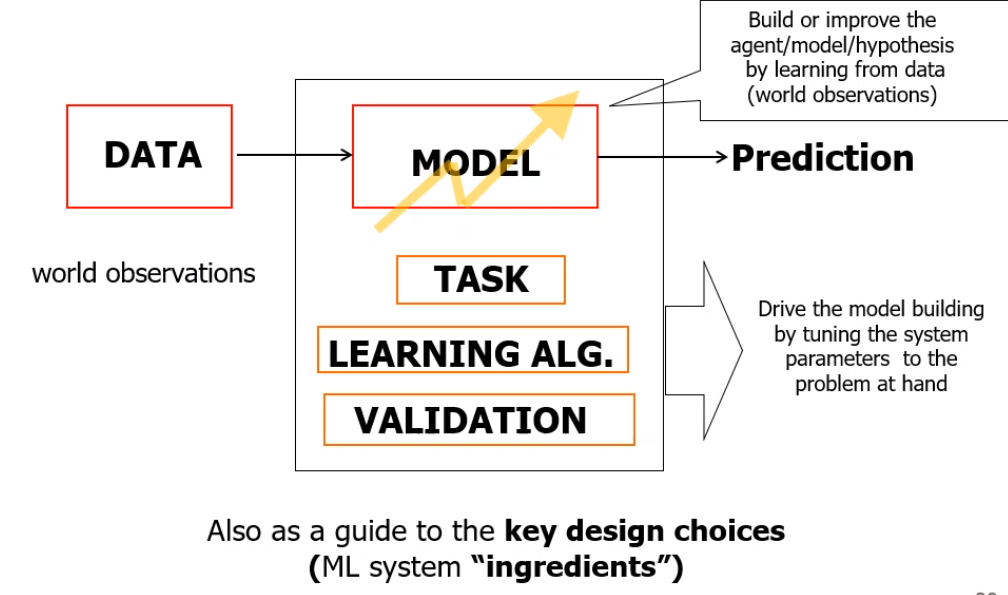 Build or improve the
agent/model/hypothesis
by learning from data
(world observations)
DATA
MODEL
Prediction
world observations
TASK
LEARNING ALG.
VALIDATION
Drive the model building
by tuning the system
parameters to the
problem at hand
Also as a guide to the key design choices
(ML system “ingredients”)